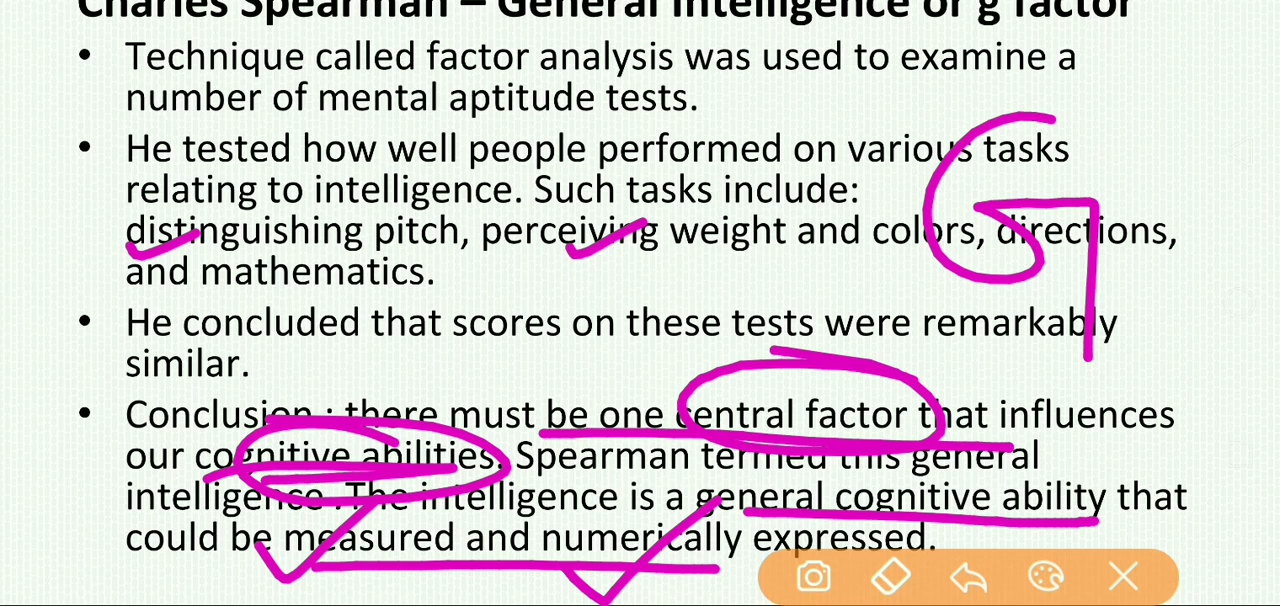 Charles Spearman – General Intelligence or g factor
• Technique called factor analysis was used to examine a
number of mental aptitude tests.
• He tested how well people performed on various tasks
relating to intelligence. Such tasks include:
distinguishing pitch, perceiving weight and colors, directions,
and mathematics.
• He concluded that scores on these tests were remarkably
similar.
• Conclusion : there must be one central factor that influences
our cognitive abilities. Spearman termed this general
intelligence .The intelligence is a general cognitive ability that
could be measured and numerically expressed.
G